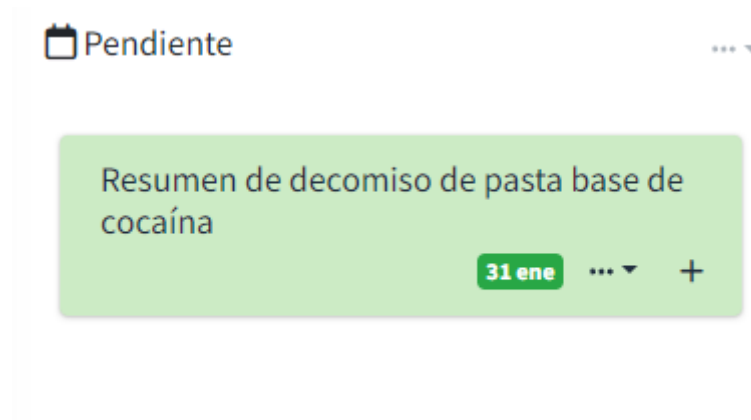 Pendiente
Resumen de decomiso de pasta base de
cocaína
31 ene